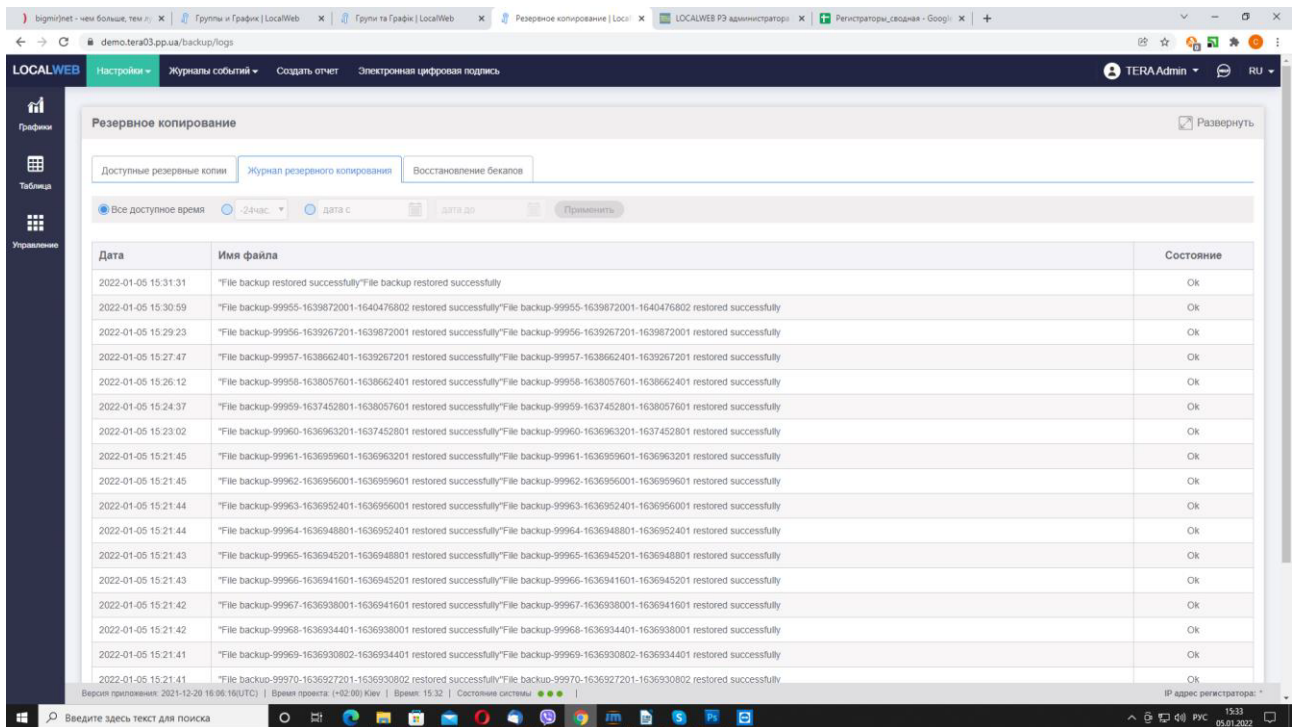 bigmir)net - чем больше, тем л
Группы и График | LocalWeb
Групи та Графік | LocalWeb
Резервное копирование | Local
LOCALWEB РЭ администратора
Регистраторы_сводная - Googl
demo.tera03.pp.ua/backup/logs
LOCALWEB Настройки Журналы событий Создать отчет Электронная цифровая подпись TERA Admin RU
Графики
Таблица
Управление
Резервное копирование Развернуть
Доступные резервные копии Журнал резервного копирования Восстановление бекапов
Все доступное время -24час. дата с дата до Применить
Дата Имя файла Состояние
2022-01-05 15:31:31 "File backup restored successfully"File backup restored successfully Ok
2022-01-05 15:30:59 "File backup-99955-1639872001-1640476802 restored successfully"File backup-99955-1639872001-1640476802 restored successfully Ok
2022-01-05 15:29:23 "File backup-99956-1639267201-1639872001 restored successfully"File backup-99956-1639267201-1639872001 restored successfully Ok
2022-01-05 15:27:47 "File backup-99957-1638662401-1639267201 restored successfully"File backup-99957-1638662401-1639267201 restored successfully Ok
2022-01-05 15:26:12 "File backup-99958-1638057601-1638662401 restored successfully"File backup-99958-1638057601-1638662401 restored successfully Ok
2022-01-05 15:24:37 "File backup-99959-1637452801-1638057601 restored successfully"File backup-99959-1637452801-1638057601 restored successfully Ok
2022-01-05 15:23:02 "File backup-99960-1636963201-1637452801 restored successfully"File backup-99960-1636963201-1637452801 restored successfully Ok
2022-01-05 15:21:45 "File backup-99961-1636959601-1636963201 restored successfully"File backup-99961-1636959601-1636963201 restored successfully Ok
2022-01-05 15:21:45 "File backup-99962-1636956001-1636959601 restored successfully"File backup-99962-1636956001-1636959601 restored successfully Ok
2022-01-05 15:21:44 "File backup-99963-1636952401-1636956001 restored successfully"File backup-99963-1636952401-1636956001 restored successfully Ok
2022-01-05 15:21:44 "File backup-99964-1636948801-1636952401 restored successfully"File backup-99964-1636948801-1636952401 restored successfully Ok
2022-01-05 15:21:43 "File backup-99965-1636945201-1636948801 restored successfully"File backup-99965-1636945201-1636948801 restored successfully Ok
2022-01-05 15:21:43 "File backup-99966-1636941601-1636945201 restored successfully"File backup-99966-1636941601-1636945201 restored successfully Ok
2022-01-05 15:21:42 "File backup-99967-1636938001-1636941601 restored successfully"File backup-99967-1636938001-1636941601 restored successfully Ok
2022-01-05 15:21:42 "File backup-99968-1636934401-1636938001 restored successfully"File backup-99968-1636934401-1636938001 restored successfully Ok
2022-01-05 15:21:41 "File backup-99969-1636930802-1636934401 restored successfully"File backup-99969-1636930802-1636934401 restored successfully Ok
2022-01-05 15:21:41 "File backup-99970-1636927201-1636930802 restored successfully"File backup-99970-1636927201-1636930802 restored successfully Ok
Версия приложения: 2021-12-20 16:06:16(UTC) | Время проекта: (+02:00) Kiev | Время: 15:32 | Состояние системы | IP адрес регистратора: *
Введите здесь текст для поиска
РУС 15:33
05.01.2022